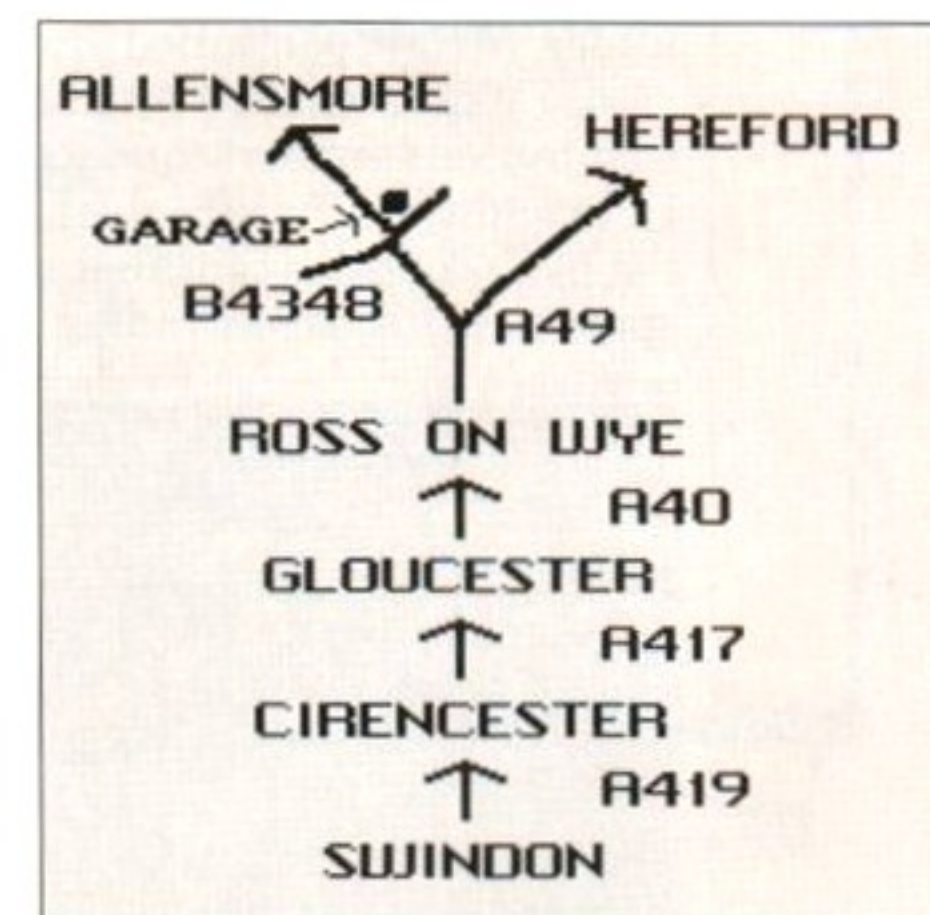 ALLENSMORE
HEREFORD
GARAGE
B4348
A49
ROSS ON WYE
A40
GLOUCESTER
A417
CIRENCESTER
A419
SWINDON